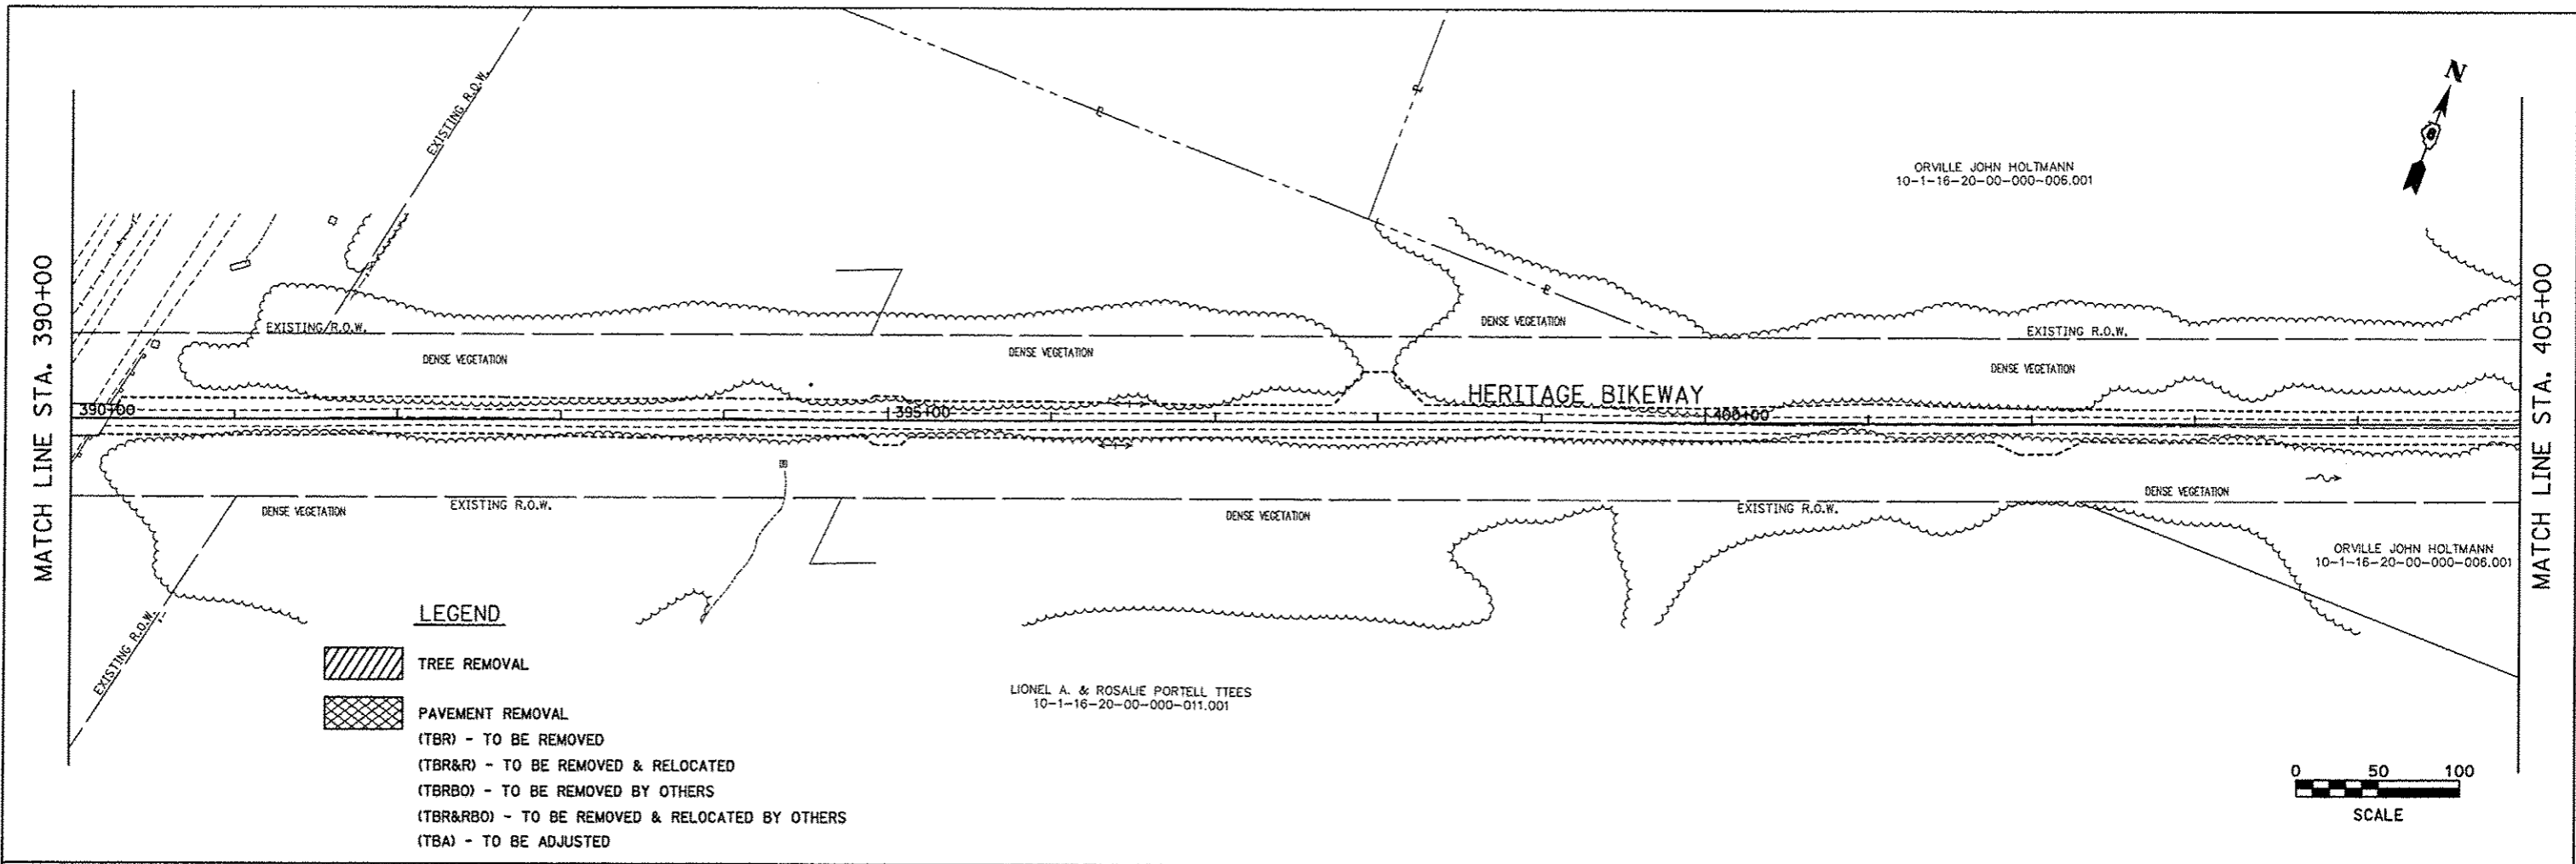 EXISTING R.O.W.
N
ORVILLE JOHN HOLTMANN
10-1-16-20-00-000-006.001
MATCH LINE STA. 390+00
MATCH LINE STA. 405+00
EXISTING R.O.W.
DENSE VEGETATION
EXISTING R.O.W.
DENSE VEGETATION
DENSE VEGETATION
DENSE VEGETATION
HERITAGE BIKEWAY
390+00
395+00
400+00
DENSE VEGETATION
EXISTING R.O.W.
DENSE VEGETATION
DENSE VEGETATION
EXISTING R.O.W.
ORVILLE JOHN HOLTMANN
10-1-16-20-00-000-006.001
EXISTING R.O.W.
LEGEND
TREE REMOVAL
PAVEMENT REMOVAL
(TBR) - TO BE REMOVED
(TBR&R) - TO BE REMOVED & RELOCATED
(TBRBO) - TO BE REMOVED BY OTHERS
(TBR&RBO) - TO BE REMOVED & RELOCATED BY OTHERS
(TBA) - TO BE ADJUSTED
LIONEL A. & ROSALIE PORTELL TTEES
10-1-16-20-00-000-011.001
0 50 100
SCALE